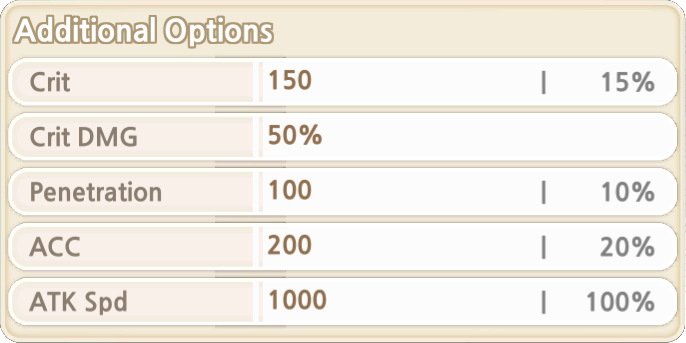 Additional Options
Crit 150 | 15%
Crit DMG 50%
Penetration 100 | 10%
ACC 200 | 20%
ATK Spd 1000 | 100%